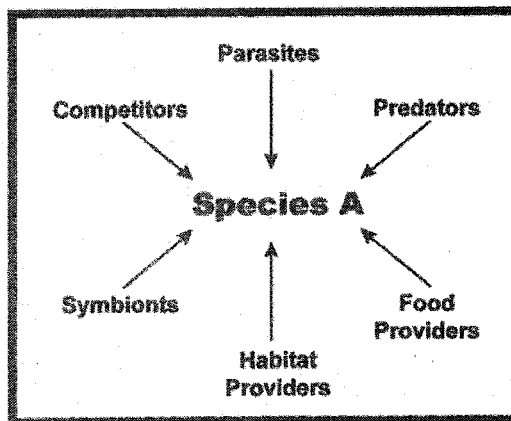 Parasites
Competitors
Predators
Species A
Symbionts
Food
Providers
Habitat
Providers